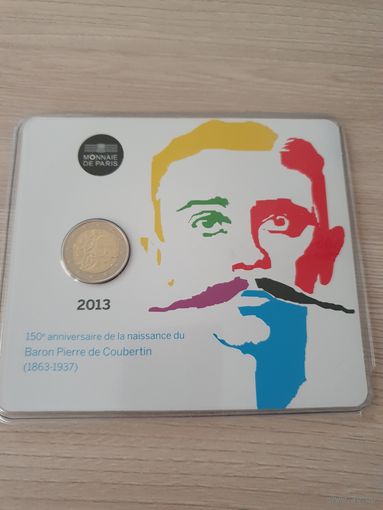 MONNAIE
DE PARIS
2013
150e anniversaire de la naissance du
Baron Pierre de Coubertin
(1863-1937)